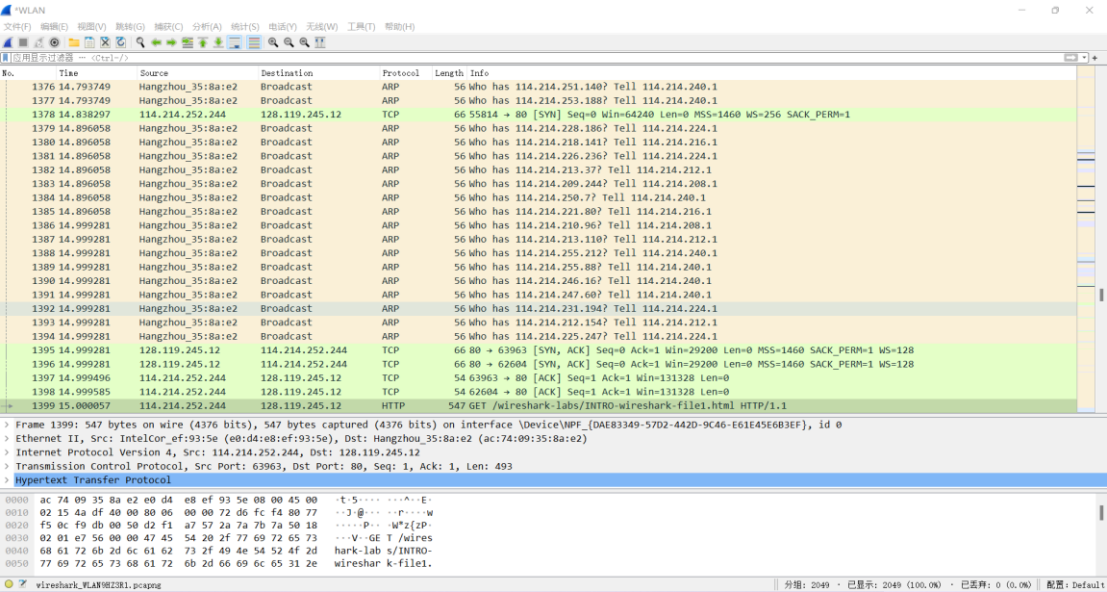 *WLAN
文件(F) 编辑(E) 视图(V) 跳转(G) 捕获(C) 分析(A) 统计(S) 电话(Y) 无线(W) 工具(T) 帮助(H)
应用显示过滤器 … <Ctrl-/>
No. Time Source Destination Protocol Length Info
1376 14.793749 Hangzhou_35:8a:e2 Broadcast ARP 56 Who has 114.214.251.140? Tell 114.214.240.1
1377 14.793749 Hangzhou_35:8a:e2 Broadcast ARP 56 Who has 114.214.253.188? Tell 114.214.240.1
1378 14.838297 114.214.252.244 128.119.245.12 TCP 66 55814 → 80 [SYN] Seq=0 Win=64240 Len=0 MSS=1460 WS=256 SACK_PERM=1
1379 14.896058 Hangzhou_35:8a:e2 Broadcast ARP 56 Who has 114.214.228.186? Tell 114.214.224.1
1380 14.896058 Hangzhou_35:8a:e2 Broadcast ARP 56 Who has 114.214.218.141? Tell 114.214.216.1
1381 14.896058 Hangzhou_35:8a:e2 Broadcast ARP 56 Who has 114.214.226.236? Tell 114.214.224.1
1382 14.896058 Hangzhou_35:8a:e2 Broadcast ARP 56 Who has 114.214.213.37? Tell 114.214.212.1
1383 14.896058 Hangzhou_35:8a:e2 Broadcast ARP 56 Who has 114.214.209.244? Tell 114.214.208.1
1384 14.896058 Hangzhou_35:8a:e2 Broadcast ARP 56 Who has 114.214.250.7? Tell 114.214.240.1
1385 14.896058 Hangzhou_35:8a:e2 Broadcast ARP 56 Who has 114.214.221.80? Tell 114.214.216.1
1386 14.999281 Hangzhou_35:8a:e2 Broadcast ARP 56 Who has 114.214.210.96? Tell 114.214.208.1
1387 14.999281 Hangzhou_35:8a:e2 Broadcast ARP 56 Who has 114.214.213.110? Tell 114.214.212.1
1388 14.999281 Hangzhou_35:8a:e2 Broadcast ARP 56 Who has 114.214.255.212? Tell 114.214.240.1
1389 14.999281 Hangzhou_35:8a:e2 Broadcast ARP 56 Who has 114.214.255.88? Tell 114.214.240.1
1390 14.999281 Hangzhou_35:8a:e2 Broadcast ARP 56 Who has 114.214.246.16? Tell 114.214.240.1
1391 14.999281 Hangzhou_35:8a:e2 Broadcast ARP 56 Who has 114.214.247.60? Tell 114.214.240.1
1392 14.999281 Hangzhou_35:8a:e2 Broadcast ARP 56 Who has 114.214.231.194? Tell 114.214.224.1
1393 14.999281 Hangzhou_35:8a:e2 Broadcast ARP 56 Who has 114.214.212.154? Tell 114.214.212.1
1394 14.999281 Hangzhou_35:8a:e2 Broadcast ARP 56 Who has 114.214.225.247? Tell 114.214.224.1
1395 14.999281 128.119.245.12 114.214.252.244 TCP 66 80 → 63963 [SYN, ACK] Seq=0 Ack=1 Win=29200 Len=0 MSS=1460 SACK_PERM=1 WS=128
1396 14.999281 128.119.245.12 114.214.252.244 TCP 66 80 → 62604 [SYN, ACK] Seq=0 Ack=1 Win=29200 Len=0 MSS=1460 SACK_PERM=1 WS=128
1397 14.999496 114.214.252.244 128.119.245.12 TCP 54 63963 → 80 [ACK] Seq=1 Ack=1 Win=131328 Len=0
1398 14.999585 114.214.252.244 128.119.245.12 TCP 54 62604 → 80 [ACK] Seq=1 Ack=1 Win=131328 Len=0
1399 15.000057 114.214.252.244 128.119.245.12 HTTP 547 GET /wireshark-labs/INTRO-wireshark-file1.html HTTP/1.1
Frame 1399: 547 bytes on wire (4376 bits), 547 bytes captured (4376 bits) on interface \Device\NPF_{DAE83349-57D2-442D-9C46-E61E45E6B3EF}, id 0
Ethernet II, Src: IntelCor_ef:93:5e (e0:d4:e8:ef:93:5e), Dst: Hangzhou_35:8a:e2 (ac:74:09:35:8a:e2)
Internet Protocol Version 4, Src: 114.214.252.244, Dst: 128.119.245.12
Transmission Control Protocol, Src Port: 63963, Dst Port: 80, Seq: 1, Ack: 1, Len: 493
Hypertext Transfer Protocol
0000 ac 74 09 35 8a e2 e0 d4 e8 ef 93 5e 08 00 45 00 ·t·5···· ···^··E·
0010 02 15 4a df 40 00 80 06 00 00 72 d6 fc f4 80 77 ··J·@··· ··r····w
0020 f5 0c f9 db 00 50 d2 f1 a7 57 2a 7a 7b 7a 50 18 ·····P·· ·W*z{zP·
0030 02 01 e7 56 00 00 47 45 54 20 2f 77 69 72 65 73 ···V··GE T /wires
0040 68 61 72 6b 2d 6c 61 62 73 2f 49 4e 54 52 4f 2d hark-lab s/INTRO-
0050 77 69 72 65 73 68 61 72 6b 2d 66 69 6c 65 31 2e wireshar k-file1.
wireshark_WLAN9HZ3R1.pcapng 分组: 2049 · 已显示: 2049 (100.0%) · 已丢弃: 0 (0.0%) 配置: Default